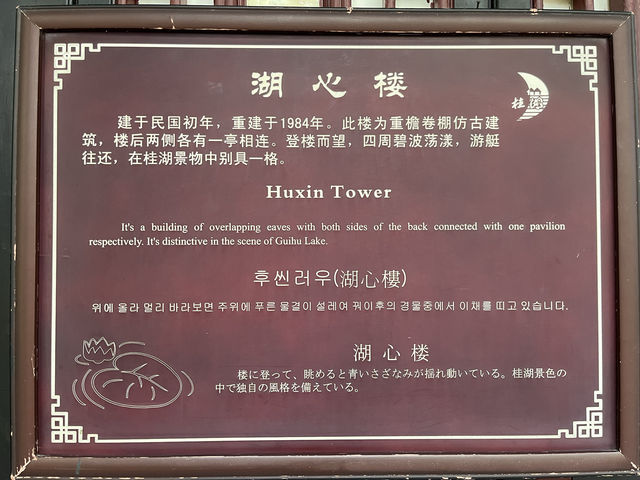 湖心楼
桂湖
建于民国初年，重建于1984年。此楼为重檐卷棚仿古建
筑，楼后两侧各有一亭相连。登楼而望，四周碧波荡漾，游艇
往还，在桂湖景物中别具一格。
Huxin Tower
It's a building of overlapping eaves with both sides of the back connected with one pavilion
respectively. It's distinctive in the scene of Guihu Lake.
후씬러우(湖心樓)
위에 올라 멀리 바라보면 주위에 푸른 물결이 설레여 꿔이후의 경물중에서 이채를 띠고 있습니다.
湖心楼
楼に登って、眺めると青いさざなみが揺れ動いている。桂湖景色の
中で独自の風格を備えている。